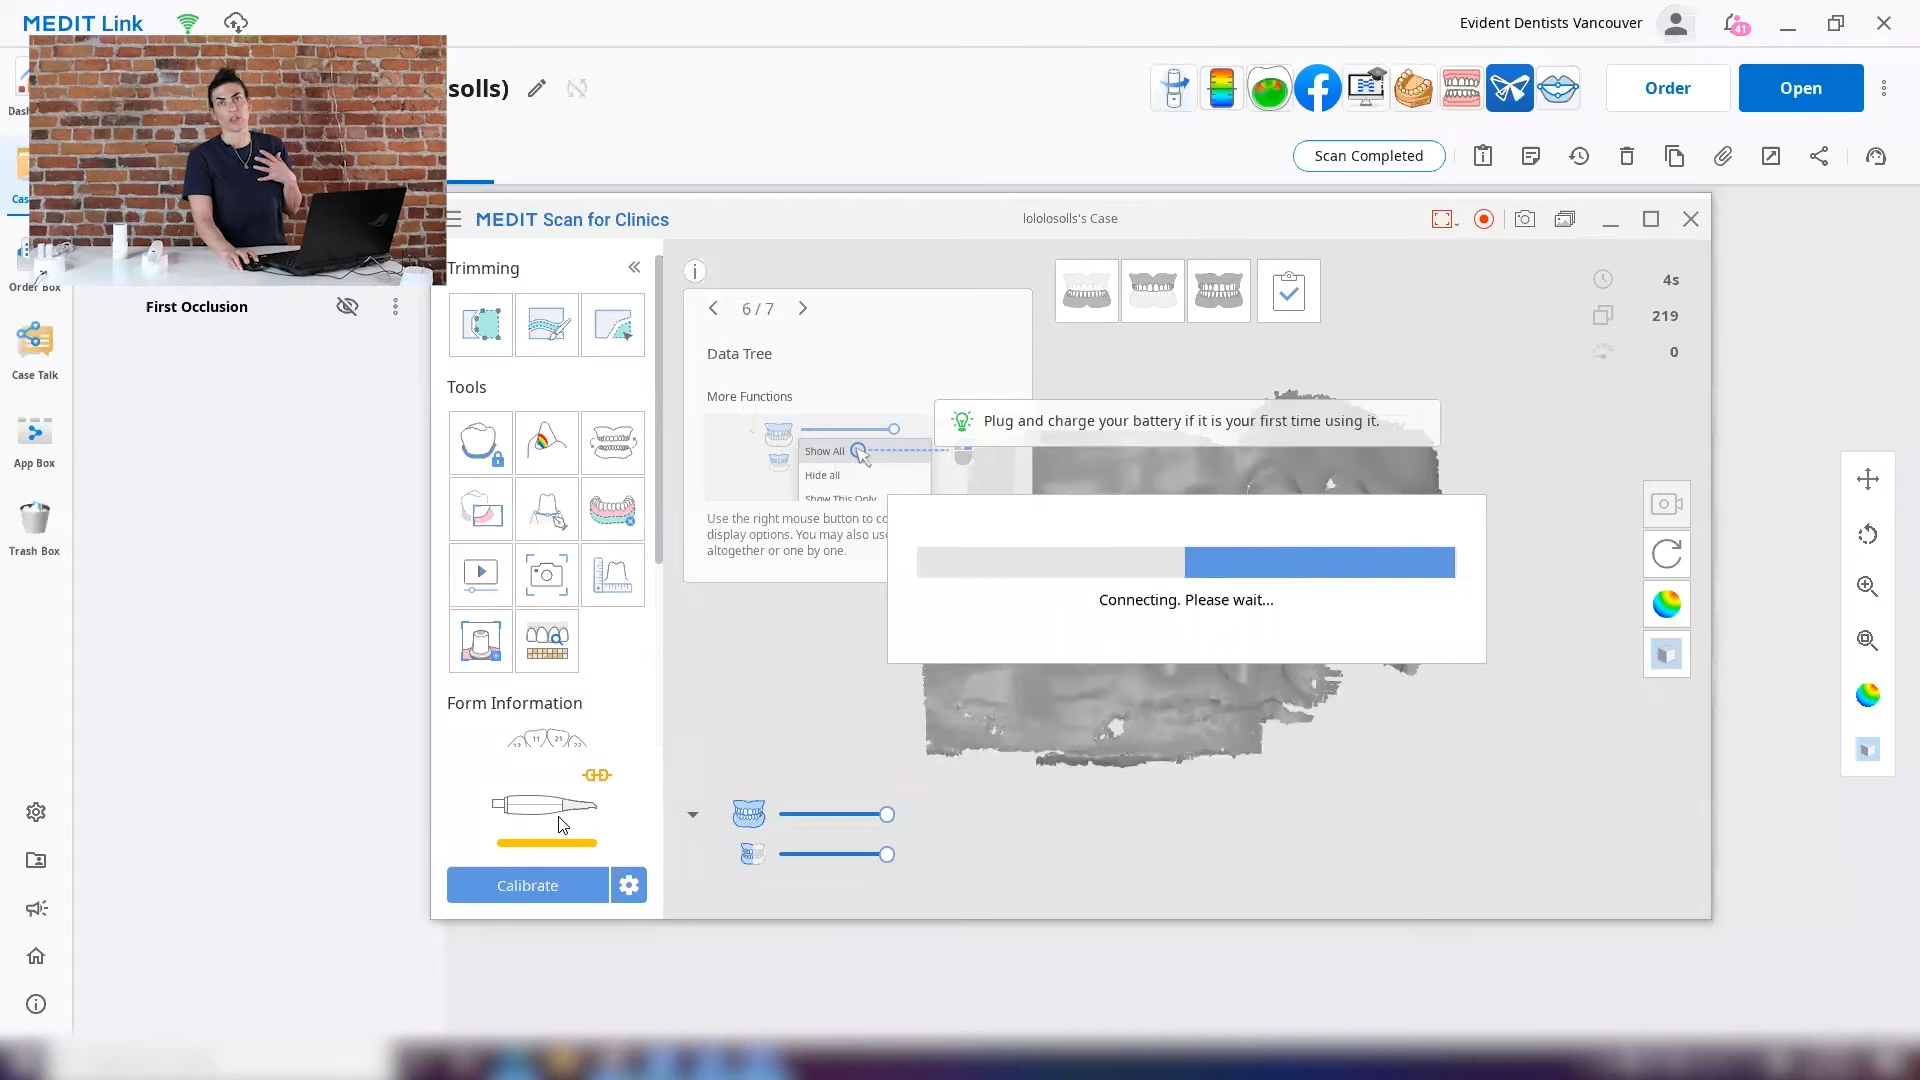 MEDIT Link
Evident Dentists Vancouver
41
solls)
Order
Open
Scan Completed
Order Box
Case Talk
App Box
Trash Box
First Occlusion
MEDIT Scan for Clinics
lololosolls's Case
Trimming
Tools
Form Information
11 21
Calibrate
6 / 7
Data Tree
More Functions
Show All
Hide all
Show This Only
Use the right mouse button to
display options. You may also
altogether or one by one.
Plug and charge your battery if it is your first time using it.
Connecting. Please wait...
4s
219
0